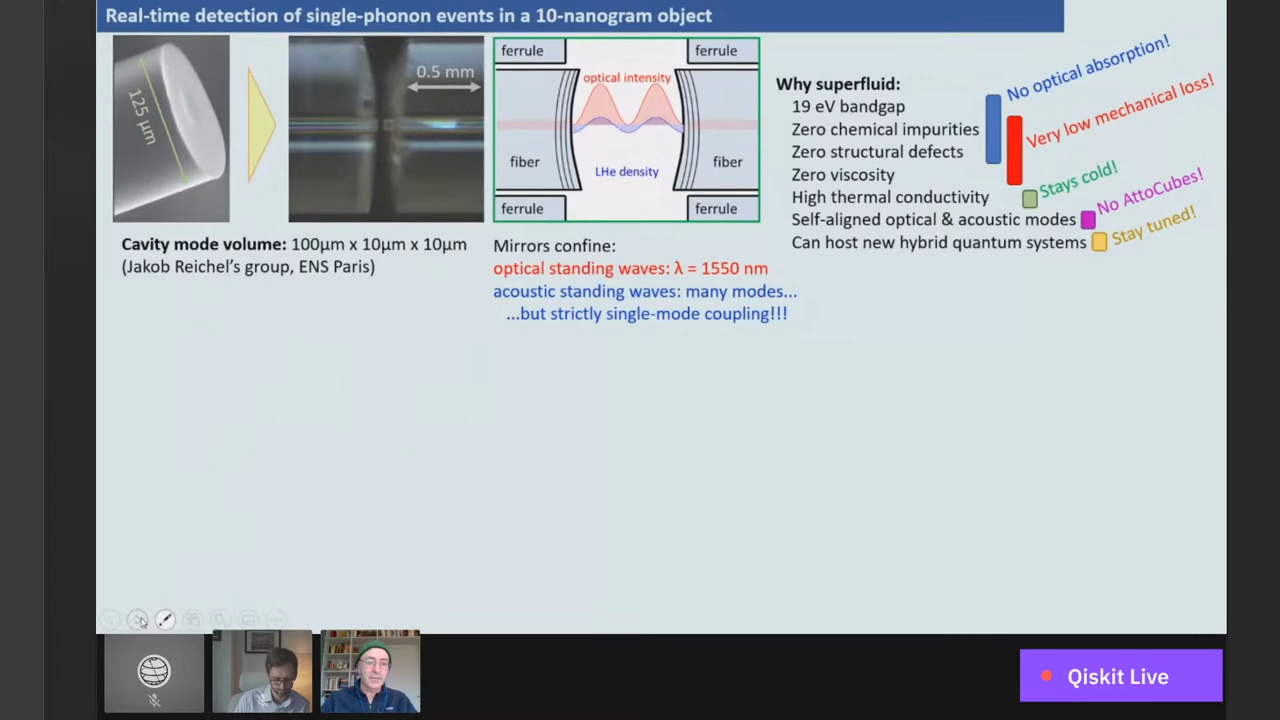 Real-time detection of single-phonon events in a 10-nanogram object
125 µm
0.5 mm
ferrule
ferrule
optical intensity
fiber
fiber
LHe density
ferrule
ferrule
Cavity mode volume: 100µm x 10µm x 10µm
(Jakob Reichel's group, ENS Paris)
Mirrors confine:
optical standing waves: λ = 1550 nm
acoustic standing waves: many modes...
...but strictly single-mode coupling!!!
Why superfluid:
19 eV bandgap
Zero chemical impurities
Zero structural defects
Zero viscosity
High thermal conductivity
Self-aligned optical & acoustic modes
Can host new hybrid quantum systems
No optical absorption!
Very low mechanical loss!
Stays cold!
No AttoCubes!
Stay tuned!
Qiskit Live